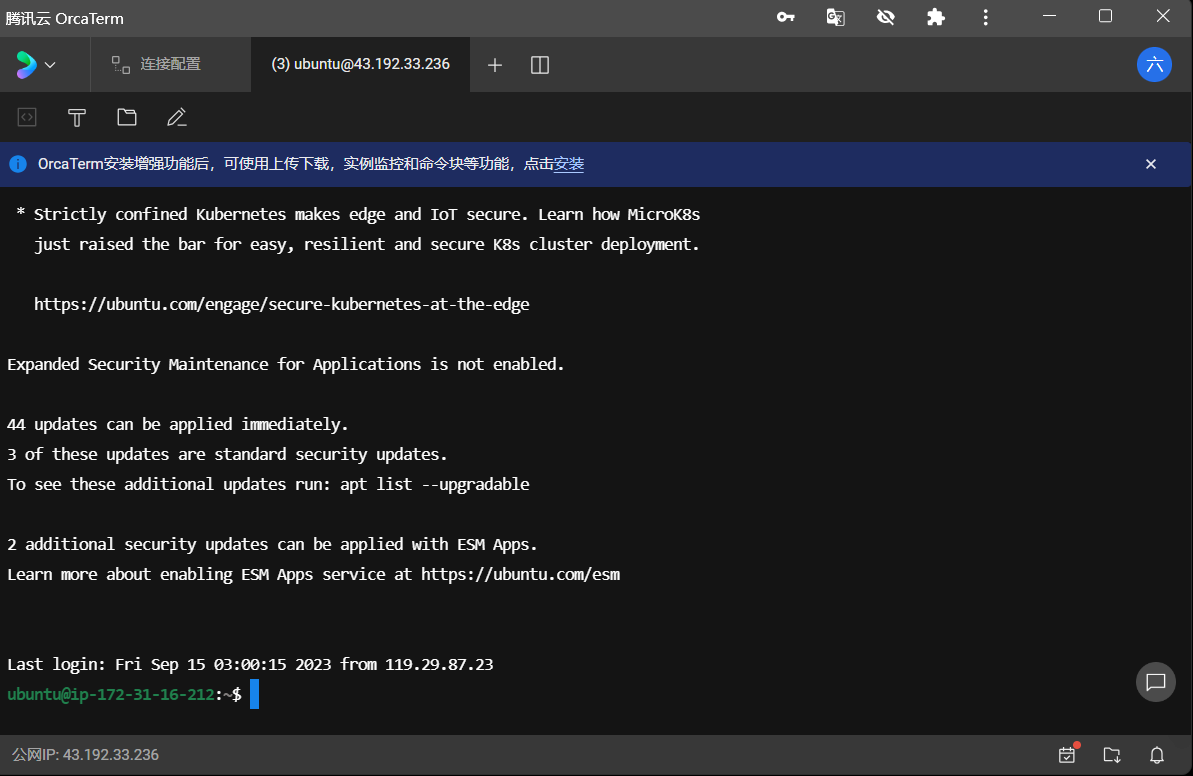 腾讯云 OrcaTerm
连接配置
(3) ubuntu@43.192.33.236
六
OrcaTerm安装增强功能后，可使用上传下载，实例监控和命令块等功能，点击安装
* Strictly confined Kubernetes makes edge and IoT secure. Learn how MicroK8s
just raised the bar for easy, resilient and secure K8s cluster deployment.
https://ubuntu.com/engage/secure-kubernetes-at-the-edge
Expanded Security Maintenance for Applications is not enabled.
44 updates can be applied immediately.
3 of these updates are standard security updates.
To see these additional updates run: apt list --upgradable
2 additional security updates can be applied with ESM Apps.
Learn more about enabling ESM Apps service at https://ubuntu.com/esm
Last login: Fri Sep 15 03:00:15 2023 from 119.29.87.23
ubuntu@ip-172-31-16-212:~$
公网IP: 43.192.33.236